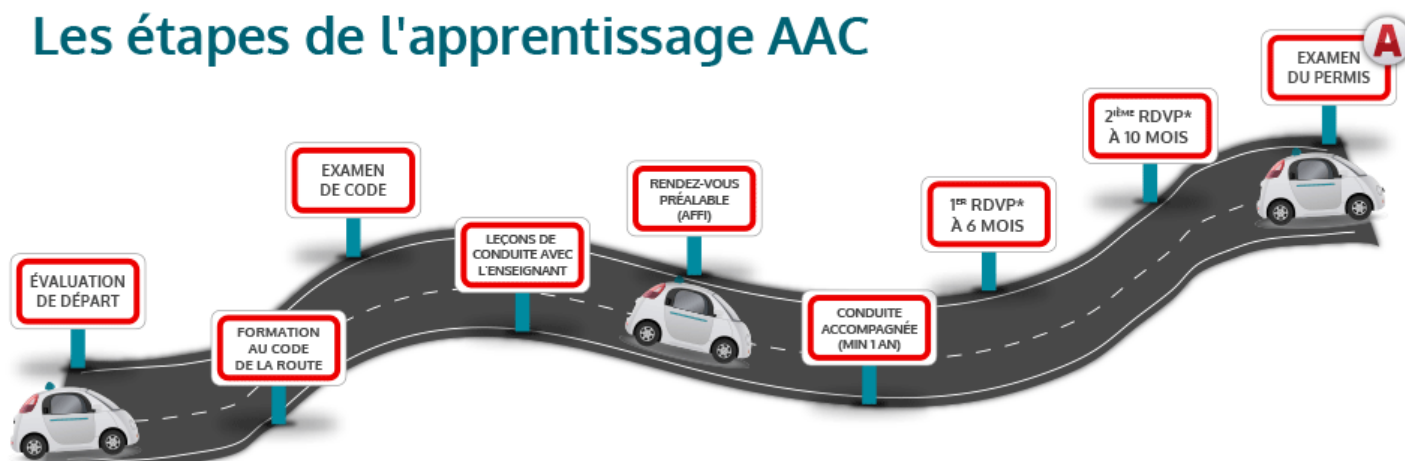 Les étapes de l'apprentissage AAC
ÉVALUATION
DE DÉPART
FORMATION
AU CODE
DE LA ROUTE
EXAMEN
DE CODE
LEÇONS DE
CONDUITE AVEC
L'ENSEIGNANT
RENDEZ-VOUS
PRÉALABLE
(AFFI)
CONDUITE
ACCOMPAGNÉE
(MIN 1 AN)
1ER RDVP*
À 6 MOIS
2IÈME RDVP*
À 10 MOIS
EXAMEN
DU PERMIS
A